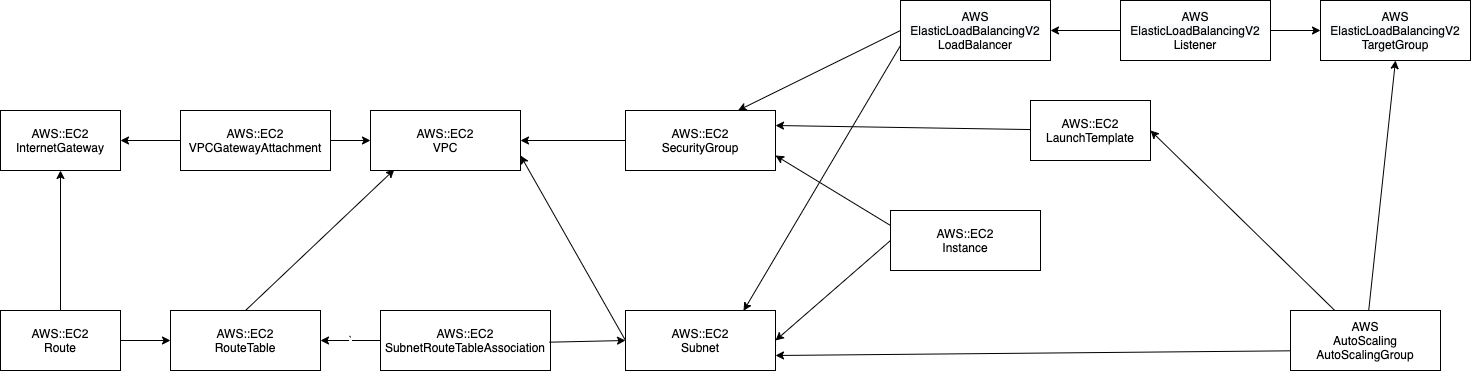 AWS
ElasticLoadBalancingV2
LoadBalancer
AWS
ElasticLoadBalancingV2
Listener
AWS
ElasticLoadBalancingV2
TargetGroup
AWS::EC2
InternetGateway
AWS::EC2
VPCGatewayAttachment
AWS::EC2
VPC
AWS::EC2
SecurityGroup
AWS::EC2
LaunchTemplate
AWS::EC2
Instance
AWS::EC2
Route
AWS::EC2
RouteTable
AWS::EC2
SubnetRouteTableAssociation
AWS::EC2
Subnet
AWS
AutoScaling
AutoScalingGroup